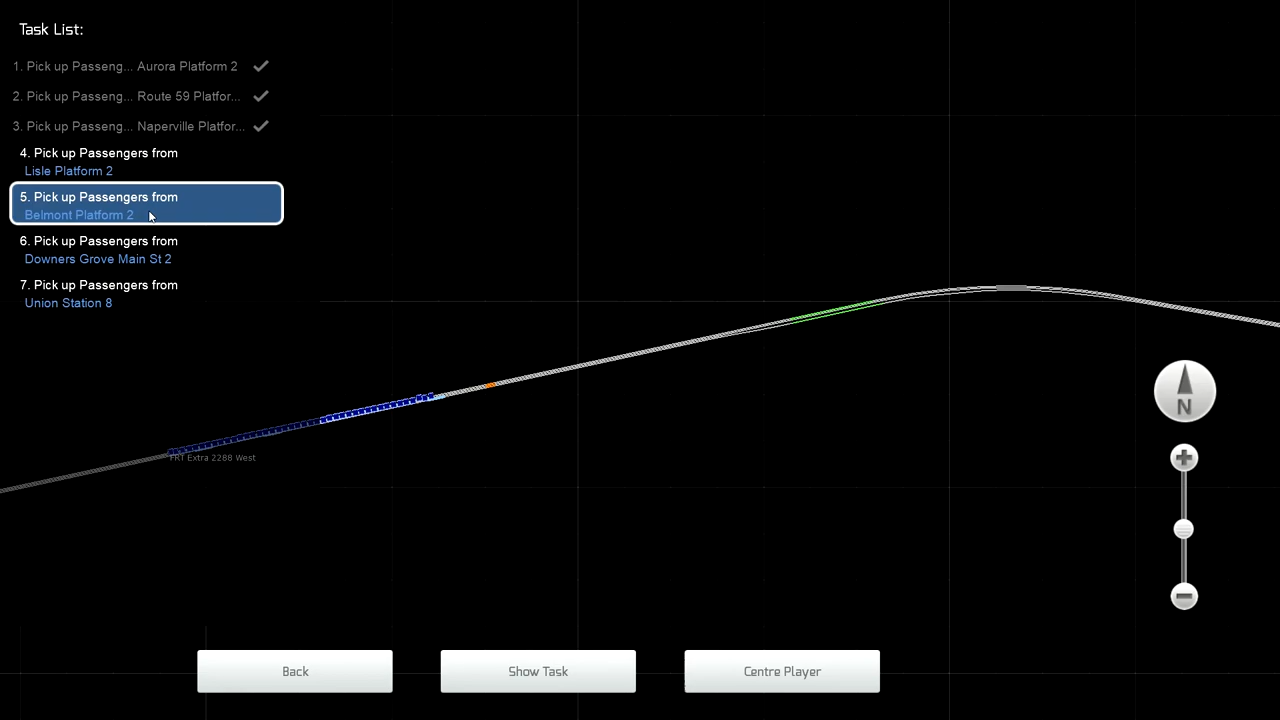 Task List:
1. Pick up Passeng... Aurora Platform 2
2. Pick up Passeng... Route 59 Platfor...
3. Pick up Passeng... Naperville Platfor...
4. Pick up Passengers from
Lisle Platform 2
5. Pick up Passengers from
Belmont Platform 2
6. Pick up Passengers from
Downers Grove Main St 2
7. Pick up Passengers from
Union Station 8
FRT Extra 2288 West
N
Back
Show Task
Centre Player